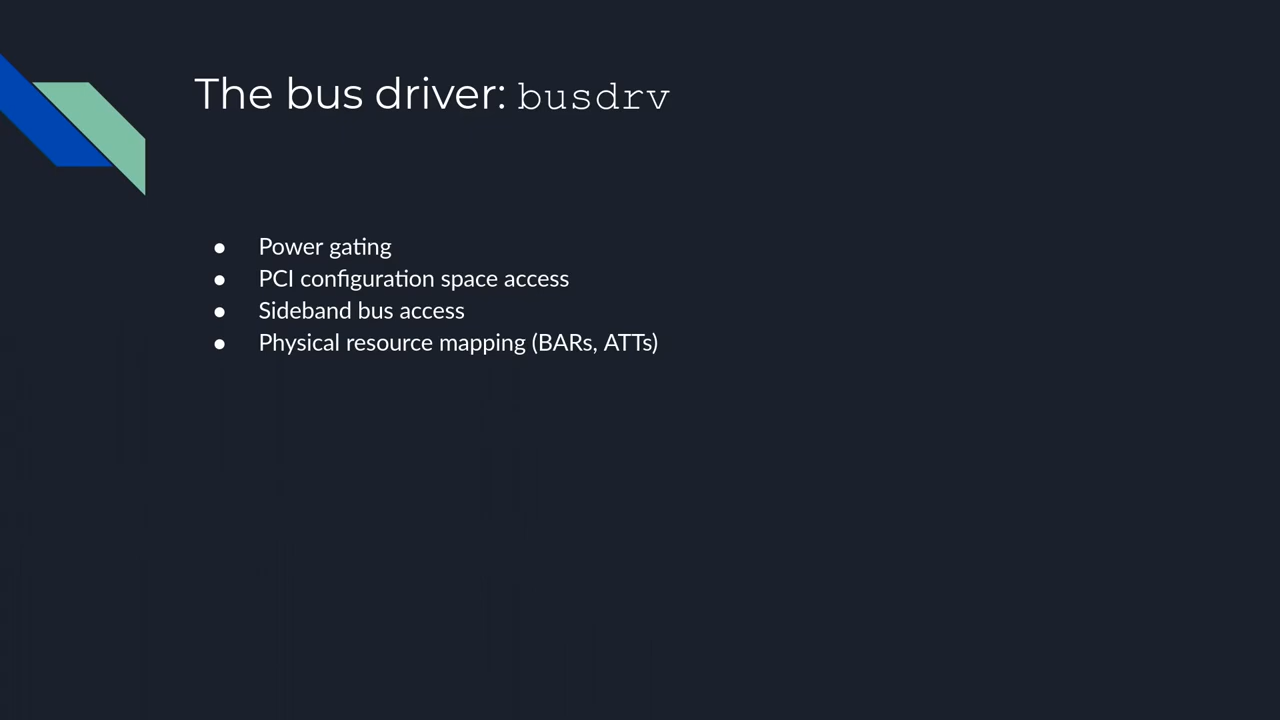 The bus driver: busdrv
● Power gating
● PCI configuration space access
● Sideband bus access
● Physical resource mapping (BARs, ATTs)